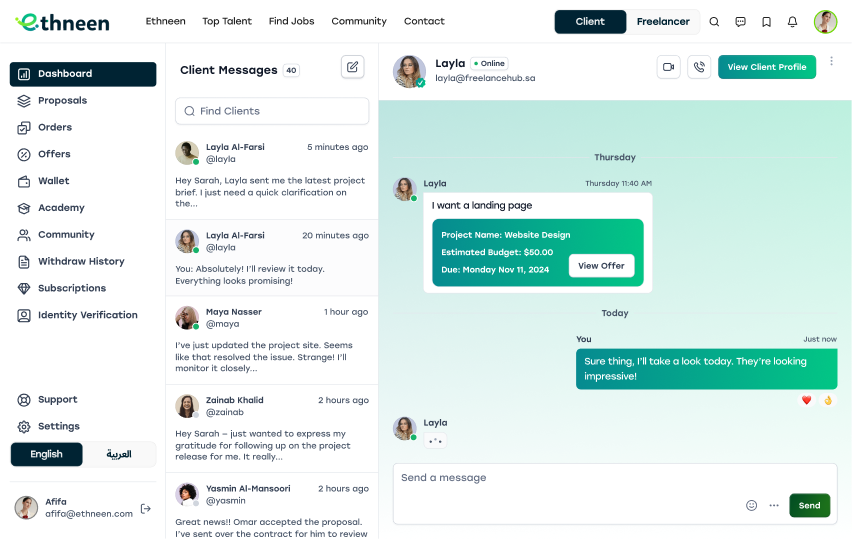 ethneen
Ethneen
Top Talent
Find Jobs
Community
Contact
Client
Freelancer
Dashboard
Proposals
Orders
Offers
Wallet
Academy
Community
Withdraw History
Subscriptions
Identity Verification
Support
Settings
English
العربية
Afifa
afifa@ethneen.com
Client Messages 40
Find Clients
Layla Al-Farsi 5 minutes ago
@layla
Hey Sarah, Layla sent me the latest project
brief. I just need a quick clarification on
the...
Layla Al-Farsi 20 minutes ago
@layla
You: Absolutely! I'll review it today.
Everything looks promising!
Maya Nasser 1 hour ago
@maya
I've just updated the project site. Seems
like that resolved the issue. Strange! I'll
monitor it closely...
Zainab Khalid 2 hours ago
@zainab
Hey Sarah – just wanted to express my
gratitude for following up on the project
release for me. It really...
Yasmin Al-Mansoori 2 hours ago
@yasmin
Great news!! Omar accepted the proposal.
I've sent over the contract for him to review
Layla Online
layla@freelancehub.sa
View Client Profile
Thursday
Layla Thursday 11:40 AM
I want a landing page
Project Name: Website Design
Estimated Budget: $50.00
Due: Monday Nov 11, 2024
View Offer
Today
You Just now
Sure thing, I'll take a look today. They're looking
impressive!
Layla
Send a message
Send